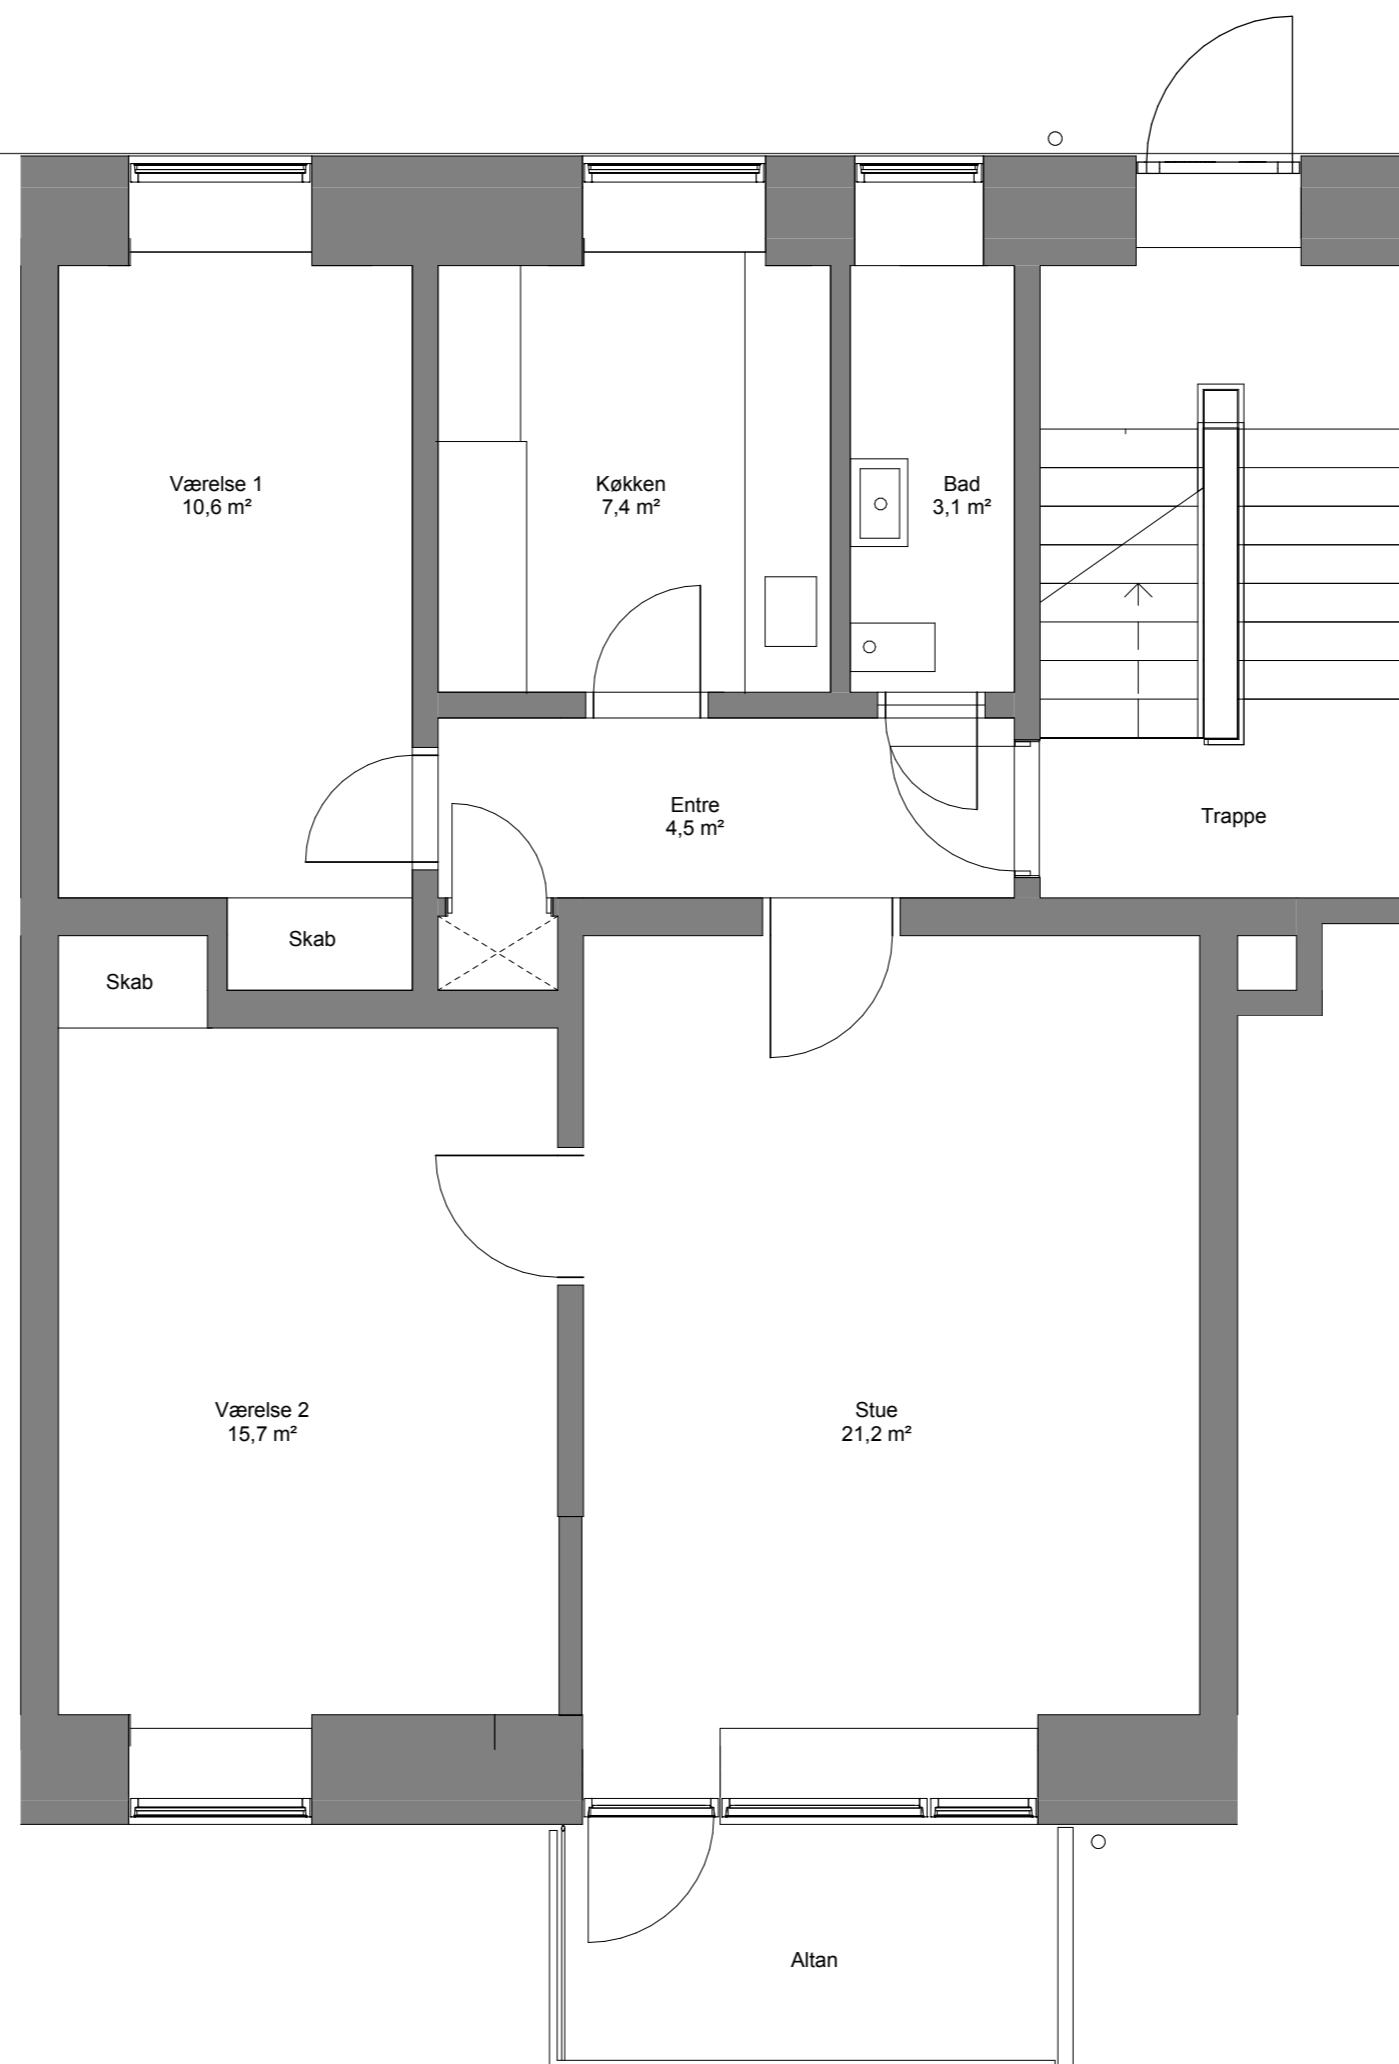 Værelse 1
10,6 m²
Køkken
7,4 m²
Bad
3,1 m²
Entre
4,5 m²
Trappe
Skab
Skab
Værelse 2
15,7 m²
Stue
21,2 m²
Altan